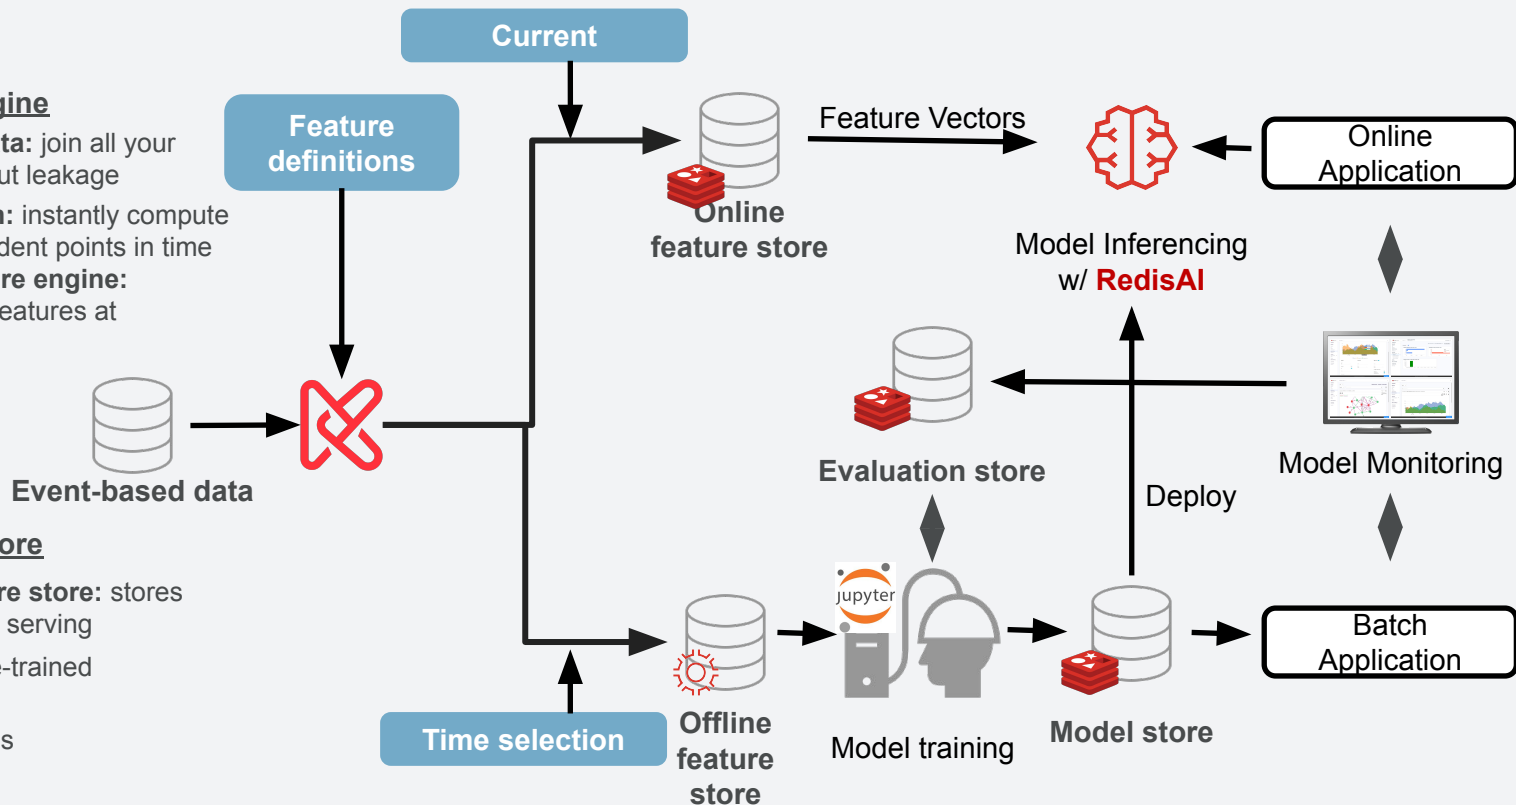 Current
gine
ta: join all your
ut leakage
n: instantly compute
dent points in time
re engine:
eatures at
Feature
definitions
Feature Vectors
Online
Application
Online
feature store
Model Inferencing
w/ RedisAI
Event-based data
Evaluation store
Model Monitoring
Deploy
ore
re store: stores
serving
e-trained
s
jupyter
Batch
Application
Time selection
Offline
feature
store
Model training
Model store